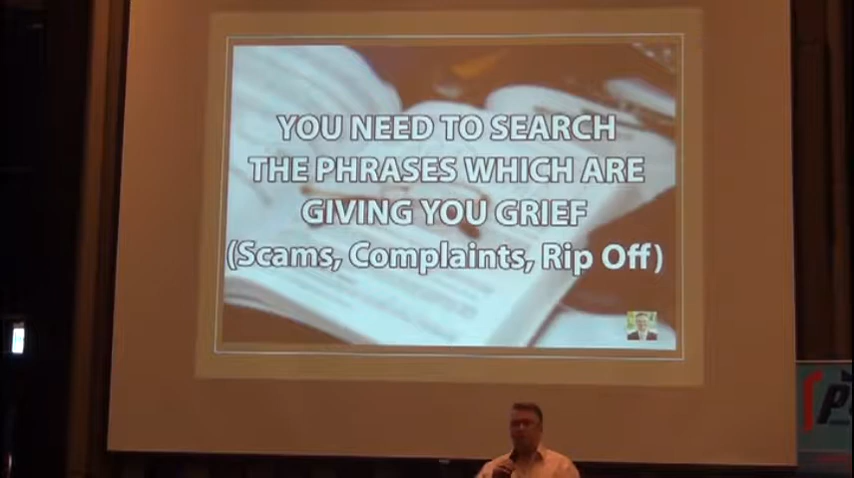 YOU NEED TO SEARCH
THE PHRASES WHICH ARE
GIVING YOU GRIEF
(Scams, Complaints, Rip Off)